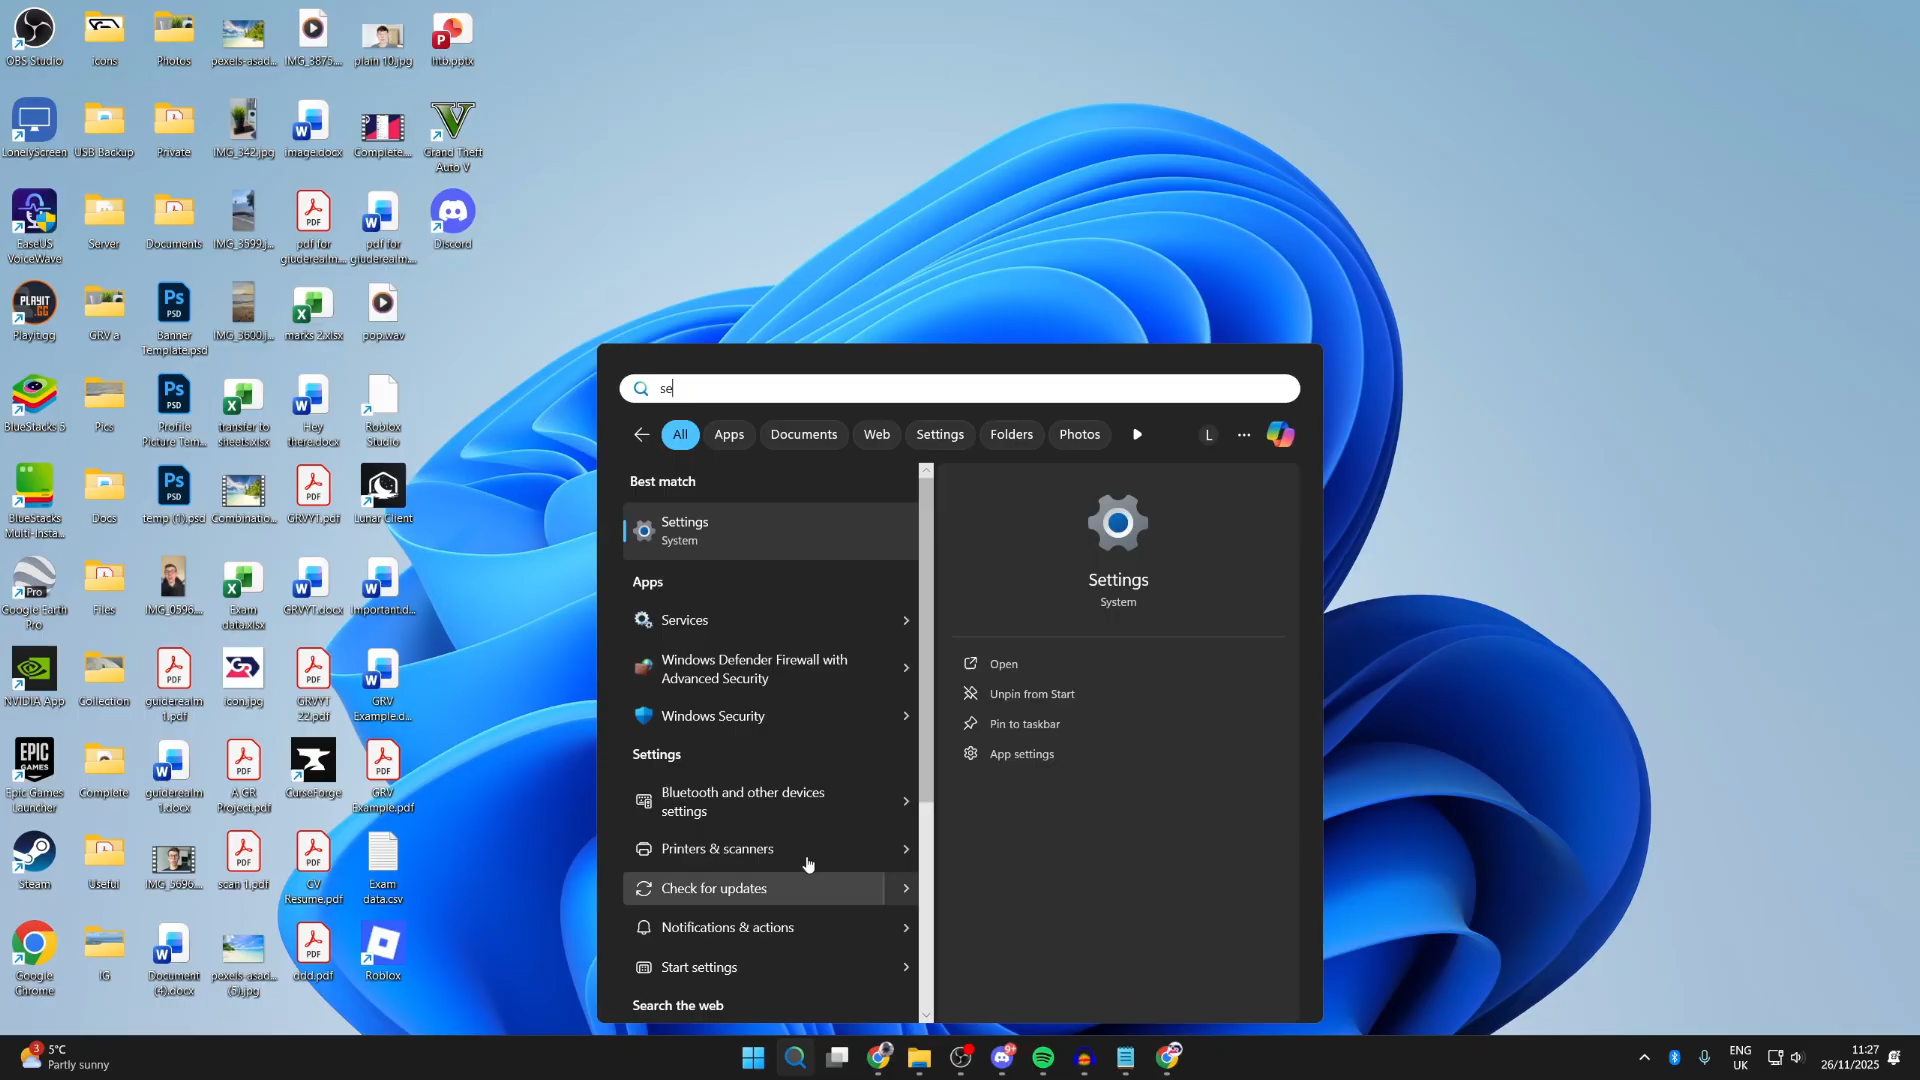 OBS Studio
icons
Photos
pexels-asad...
IMG_3875....
plain 10.jpg
htb.pptx
LonelyScreen
USB Backup
Private
IMG_342.jpg
image.docx
Complete....
Grand Theft
Auto V
EaseUS
VoiceWave
Server
Documents
IMG_3599.j...
pdf for
giuderealm....
pdf for
giuderealm....
Discord
PLAYIT
.GG
Playit.gg
GRV a
Banner
Template.psd
IMG_3600.j...
marks 2.xlsx
pop.wav
BlueStacks 5
Pics
Profile
Picture Tem...
transfer to
sheets.xlsx
Hey
there.docx
Roblox
Studio
BlueStacks
Multi-Insta...
Docs
temp (1).psd
Combinatio...
GRVYT.pdf
Lunar Client
Google Earth
Pro
Files
IMG_0596....
Exam
data.xlsx
GRVYT.docx
Important.d...
NVIDIA App
Collection
guiderealm
1.pdf
icon.jpg
GRVYT
22.pdf
GRV
Example.d...
Epic Games
Launcher
Complete
guiderealm
1.docx
A GR
Project.pdf
CurseForge
GRV
Example.pdf
Steam
Useful
IMG_5696....
scan 1.pdf
CV
Resume.pdf
Exam
data.csv
Google
Chrome
IG
Document
(4).docx
pexels-asad...
(5).jpg
ddd.pdf
Roblox
se
All
Apps
Documents
Web
Settings
Folders
Photos
L
Best match
Settings
System
Apps
Services
Windows Defender Firewall with
Advanced Security
Windows Security
Settings
Bluetooth and other devices
settings
Printers & scanners
Check for updates
Notifications & actions
Start settings
Search the web
Settings
System
Open
Unpin from Start
Pin to taskbar
App settings
3
5°C
Partly sunny
9+
ENG
UK
11:27
26/11/2025